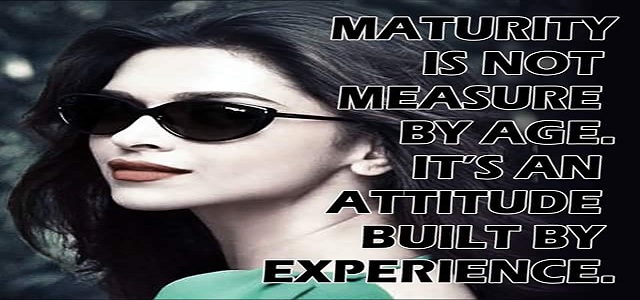 MATURITY
IS NOT
MEASURE
BY AGE.
IT'S AN
ATTITUDE
BUILT BY
EXPERIENCE.